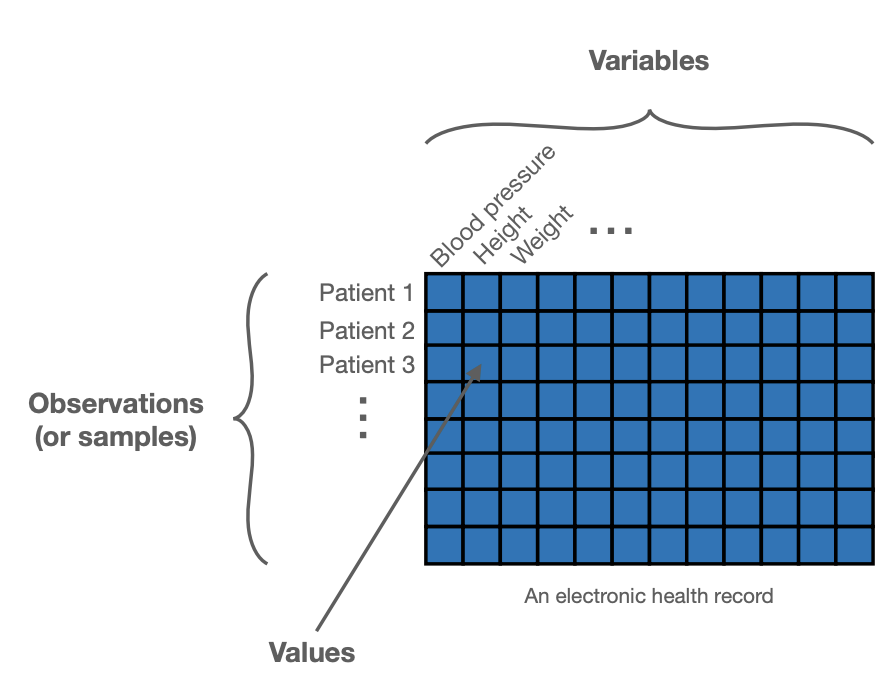 Variables
Blood pressure
Height
Weight
...
Patient 1
Patient 2
Patient 3
Observations
(or samples)
An electronic health record
Values